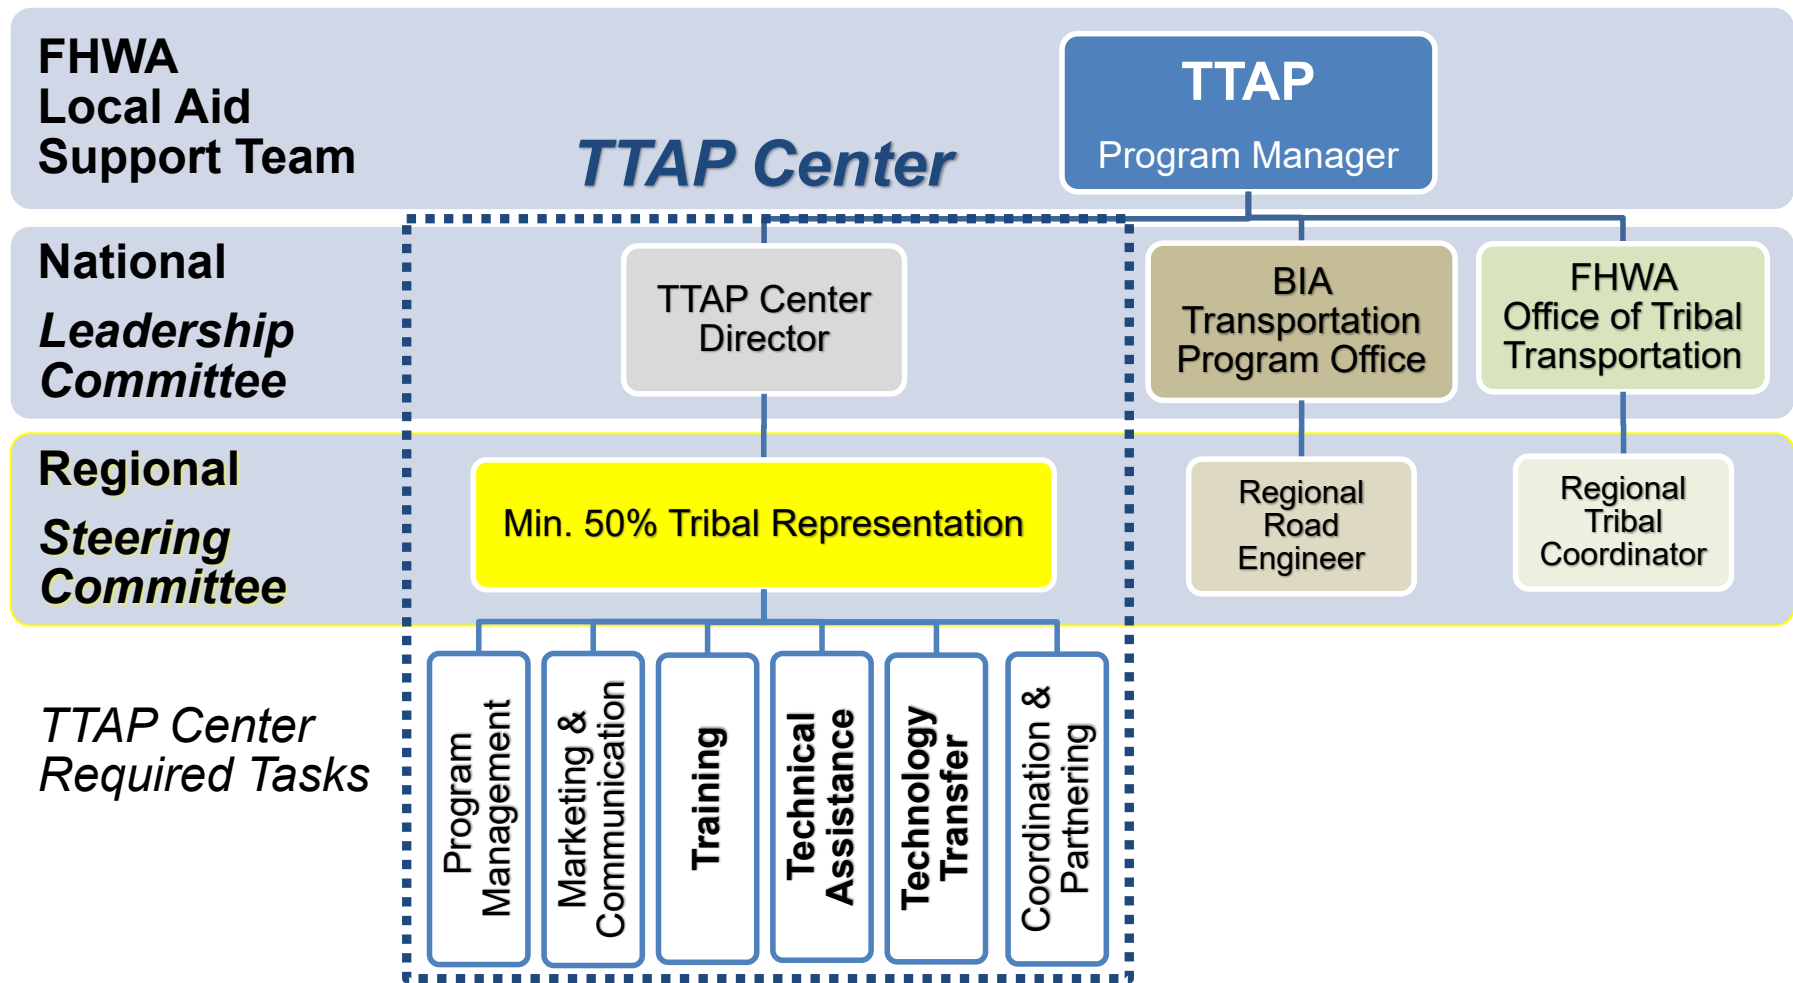 FHWA
Local Aid
Support Team
TTAP Center
TTAP
Program Manager
National
Leadership
Committee
TTAP Center
Director
BIA
Transportation
Program Office
FHWA
Office of Tribal
Transportation
Regional
Steering
Committee
Min. 50% Tribal Representation
Regional
Road
Engineer
Regional
Tribal
Coordinator
TTAP Center
Required Tasks
Program
Management
Marketing &
Communication
Training
Technical
Assistance
Technology
Transfer
Coordination &
Partnering